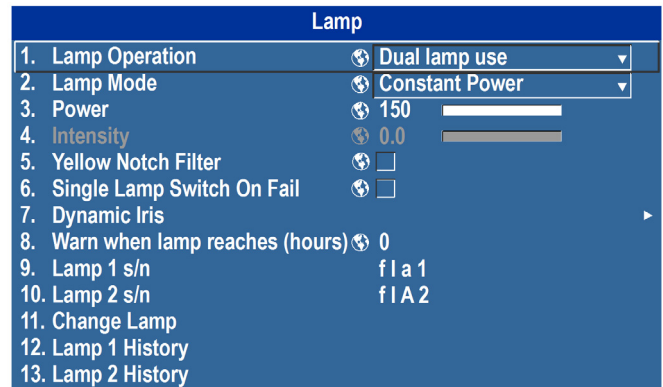 Lamp
1. Lamp Operation Dual lamp use
2. Lamp Mode Constant Power
3. Power 150
4. Intensity 0.0
5. Yellow Notch Filter
6. Single Lamp Switch On Fail
7. Dynamic Iris
8. Warn when lamp reaches (hours) 0
9. Lamp 1 s/n f l a 1
10. Lamp 2 s/n f l A 2
11. Change Lamp
12. Lamp 1 History
13. Lamp 2 History